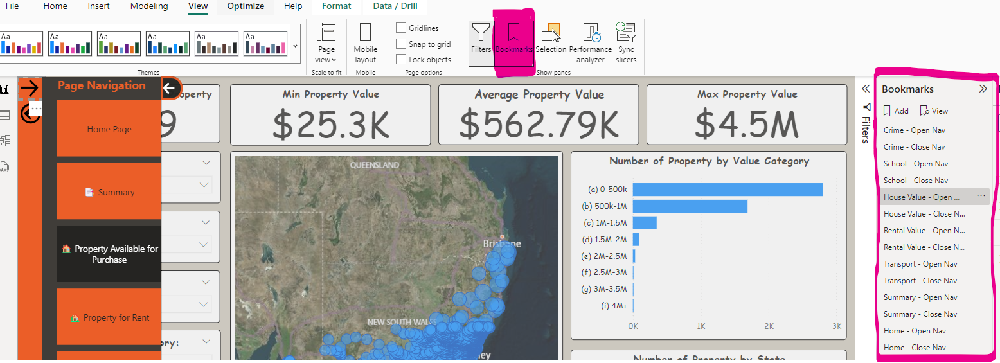 File Home Insert Modeling View Optimize Help Format Data / Drill
Aa Aa Aa Aa Aa Aa
Themes
Page
view
Scale to fit
Mobile
layout
Mobile
Gridlines
Snap to grid
Lock objects
Page options
Filters
Bookmarks
Selection
Performance
analyzer
Sync
slicers
Show panes
Page Navigation
Home Page
📑 Summary
🏠 Property Available for
Purchase
🏡 Property for Rent
operty
9
Min Property Value
$25.3K
Average Property Value
$562.79K
Max Property Value
$4.5M
ory:
QUEENSLAND
Brisbane
NEW SOUTH WAL
ney
Number of Property by Value Category
(a) 0-500k
(b) 500k-1M
(c) 1M-1.5M
(d) 1.5M-2M
(e) 2M-2.5M
(f) 2.5M-3M
(g) 3M-3.5M
(i) 4M+
0K 1K 2K 3K
Number of Property by State
Filters
Bookmarks
Add View
Crime - Open Nav
Crime - Close Nav
School - Open Nav
School - Close Nav
House Value - Open ...
House Value - Close N...
Rental Value - Open N...
Rental Value - Close N...
Transport - Open Nav
Transport - Close Nav
Summary - Open Nav
Summary - Close Nav
Home - Open Nav
Home - Close Nav